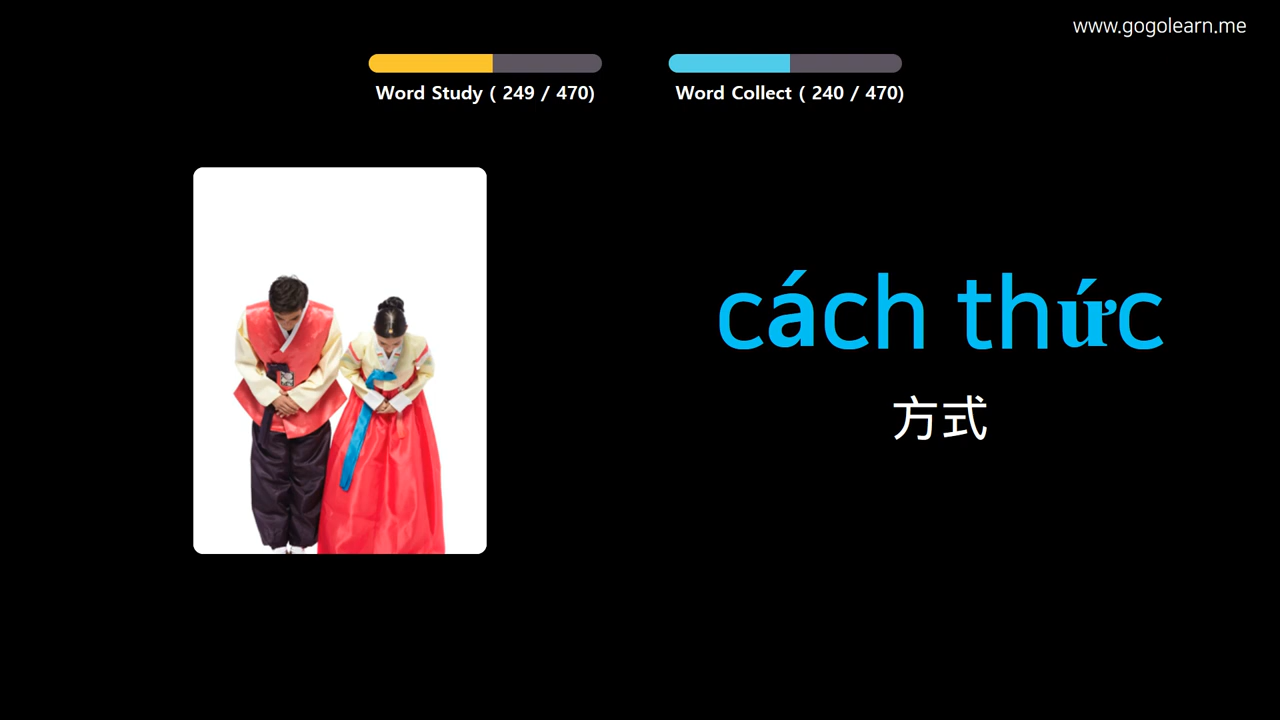 www.gogolearn.me
Word Study ( 249 / 470)
Word Collect ( 240 / 470)
cách thức
方式